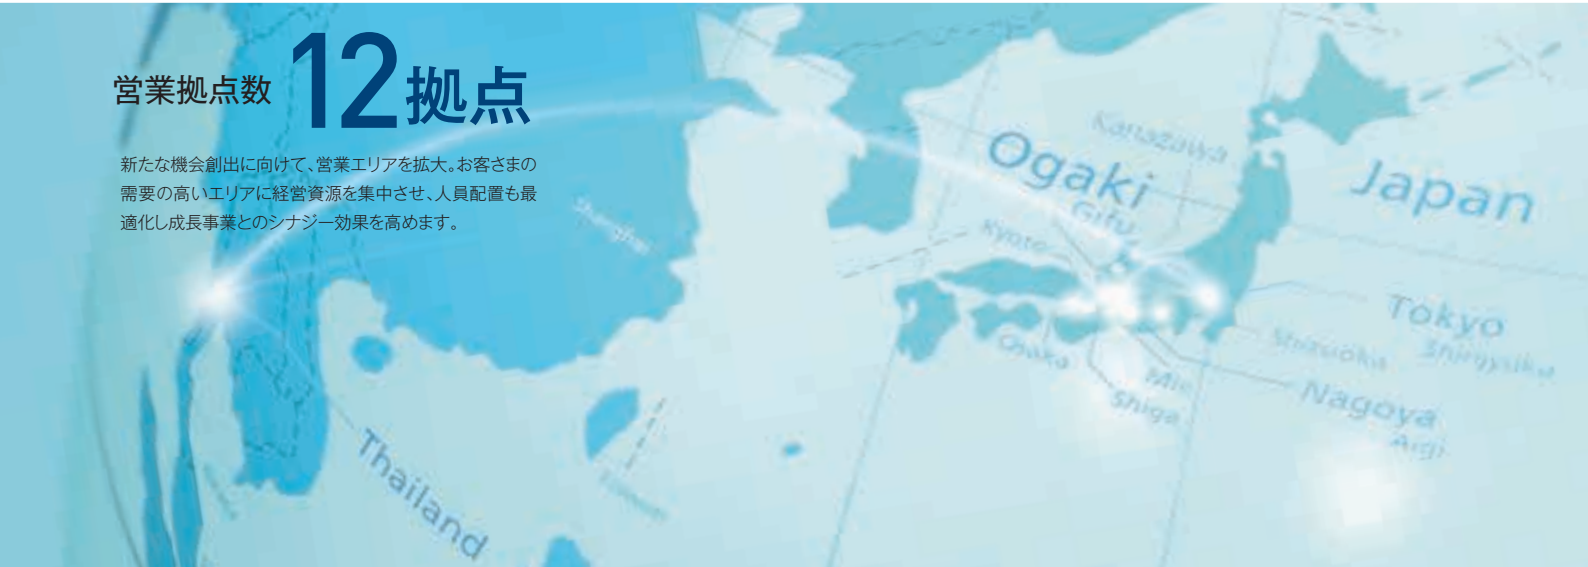 営業拠点数 12拠点
新たな機会創出に向けて、営業エリアを拡大。お客さまの
需要の高いエリアに経営資源を集中させ、人員配置も最
適化し成長事業とのシナジー効果を高めます。
Kanazawa
Ogaki
Gifu
Japan
Shanghai
Kyoto
Tokyo
Shizuoka
Osaka
Mie
Shiga
Nagoya
Thailand